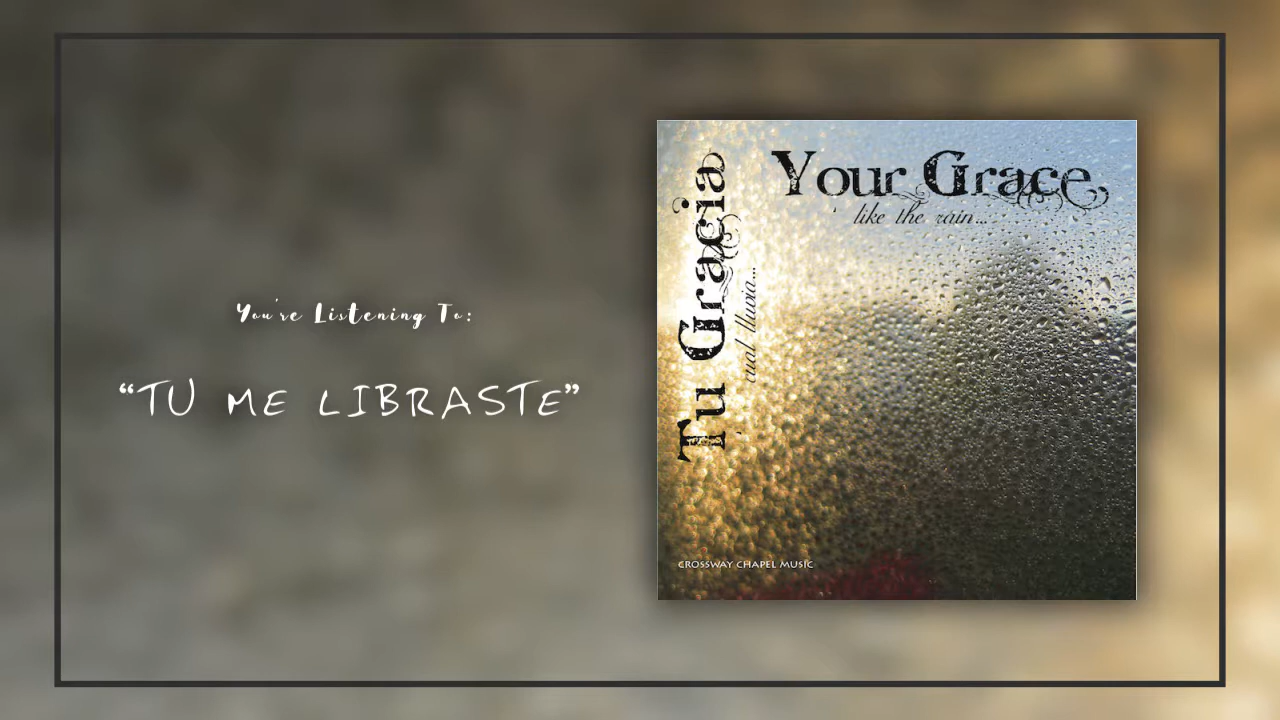 You're Listening To:
“TU ME LIBRASTE”
Your Grace
like the rain...
Tu Gracia
cual lluvia...
CROSSWAY CHAPEL MUSIC